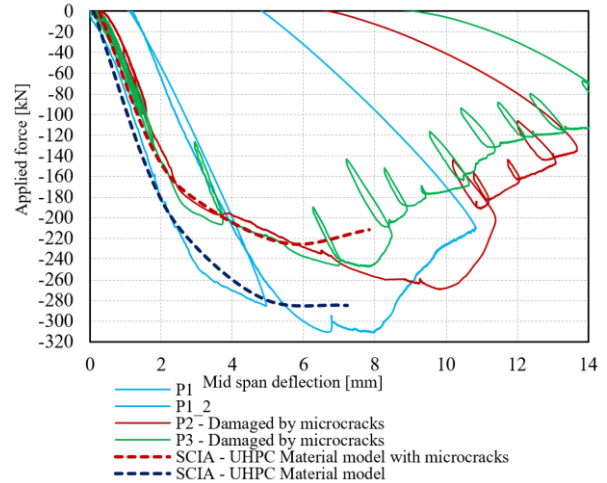 0
-20
-40
-60
-80
-100
-120
-140
-160
-180
-200
-220
-240
-260
-280
-300
-320
Applied force [kN]
0 2 4 6 8 10 12 14
Mid span deflection [mm]
P1
P1_2
P2 - Damaged by microcracks
P3 - Damaged by microcracks
SCIA - UHPC Material model with microcracks
SCIA - UHPC Material model